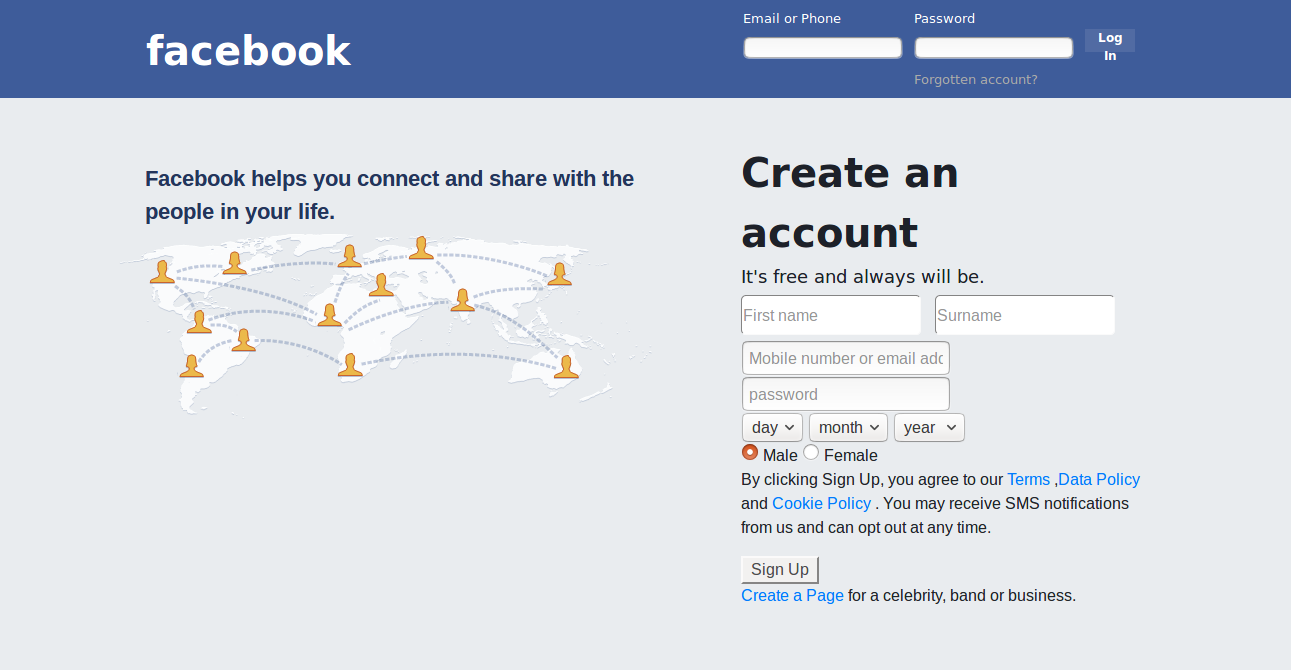 facebook
Email or Phone
Password
Log
In
Forgotten account?
Facebook helps you connect and share with the
people in your life.
Create an
account
It's free and always will be.
First name
Surname
Mobile number or email add
password
day
month
year
Male
Female
By clicking Sign Up, you agree to our Terms ,Data Policy
and Cookie Policy . You may receive SMS notifications
from us and can opt out at any time.
Sign Up
Create a Page for a celebrity, band or business.